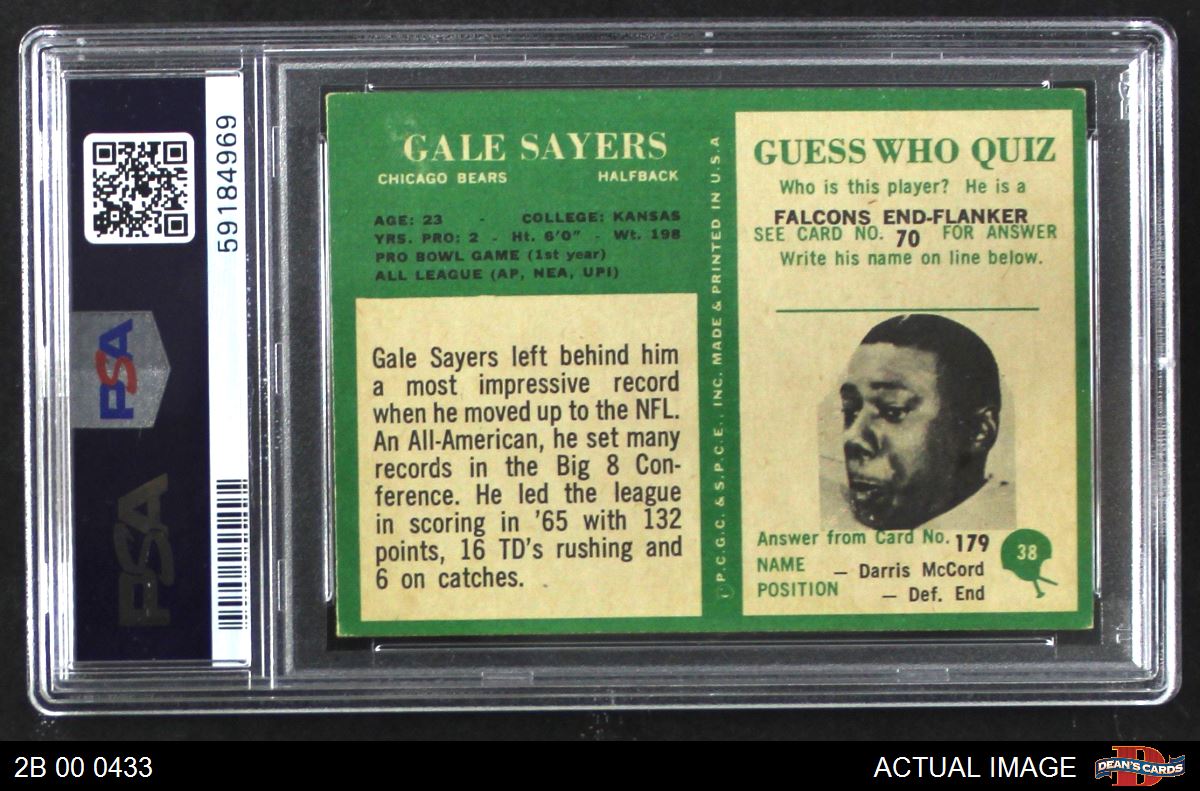 PSA
59184969
PSA
GALE SAYERS
CHICAGO BEARS HALFBACK
AGE: 23 - COLLEGE: KANSAS
YRS. PRO: 2 - Ht. 6'0" - Wt. 198
PRO BOWL GAME (1st year)
ALL LEAGUE (AP, NEA, UPI)
Gale Sayers left behind him
a most impressive record
when he moved up to the NFL.
An All-American, he set many
records in the Big 8 Con-
ference. He led the league
in scoring in '65 with 132
points, 16 TD's rushing and
6 on catches.
© P.C.G.C. & S.P.C.E., INC. MADE & PRINTED IN U.S.A
GUESS WHO QUIZ
Who is this player? He is a
FALCONS END-FLANKER
SEE CARD NO. 70 FOR ANSWER
Write his name on line below.
Answer from Card No. 179
NAME — Darris McCord
POSITION — Def. End
38
2B 00 0433
ACTUAL IMAGE
DEAN'S CARDS